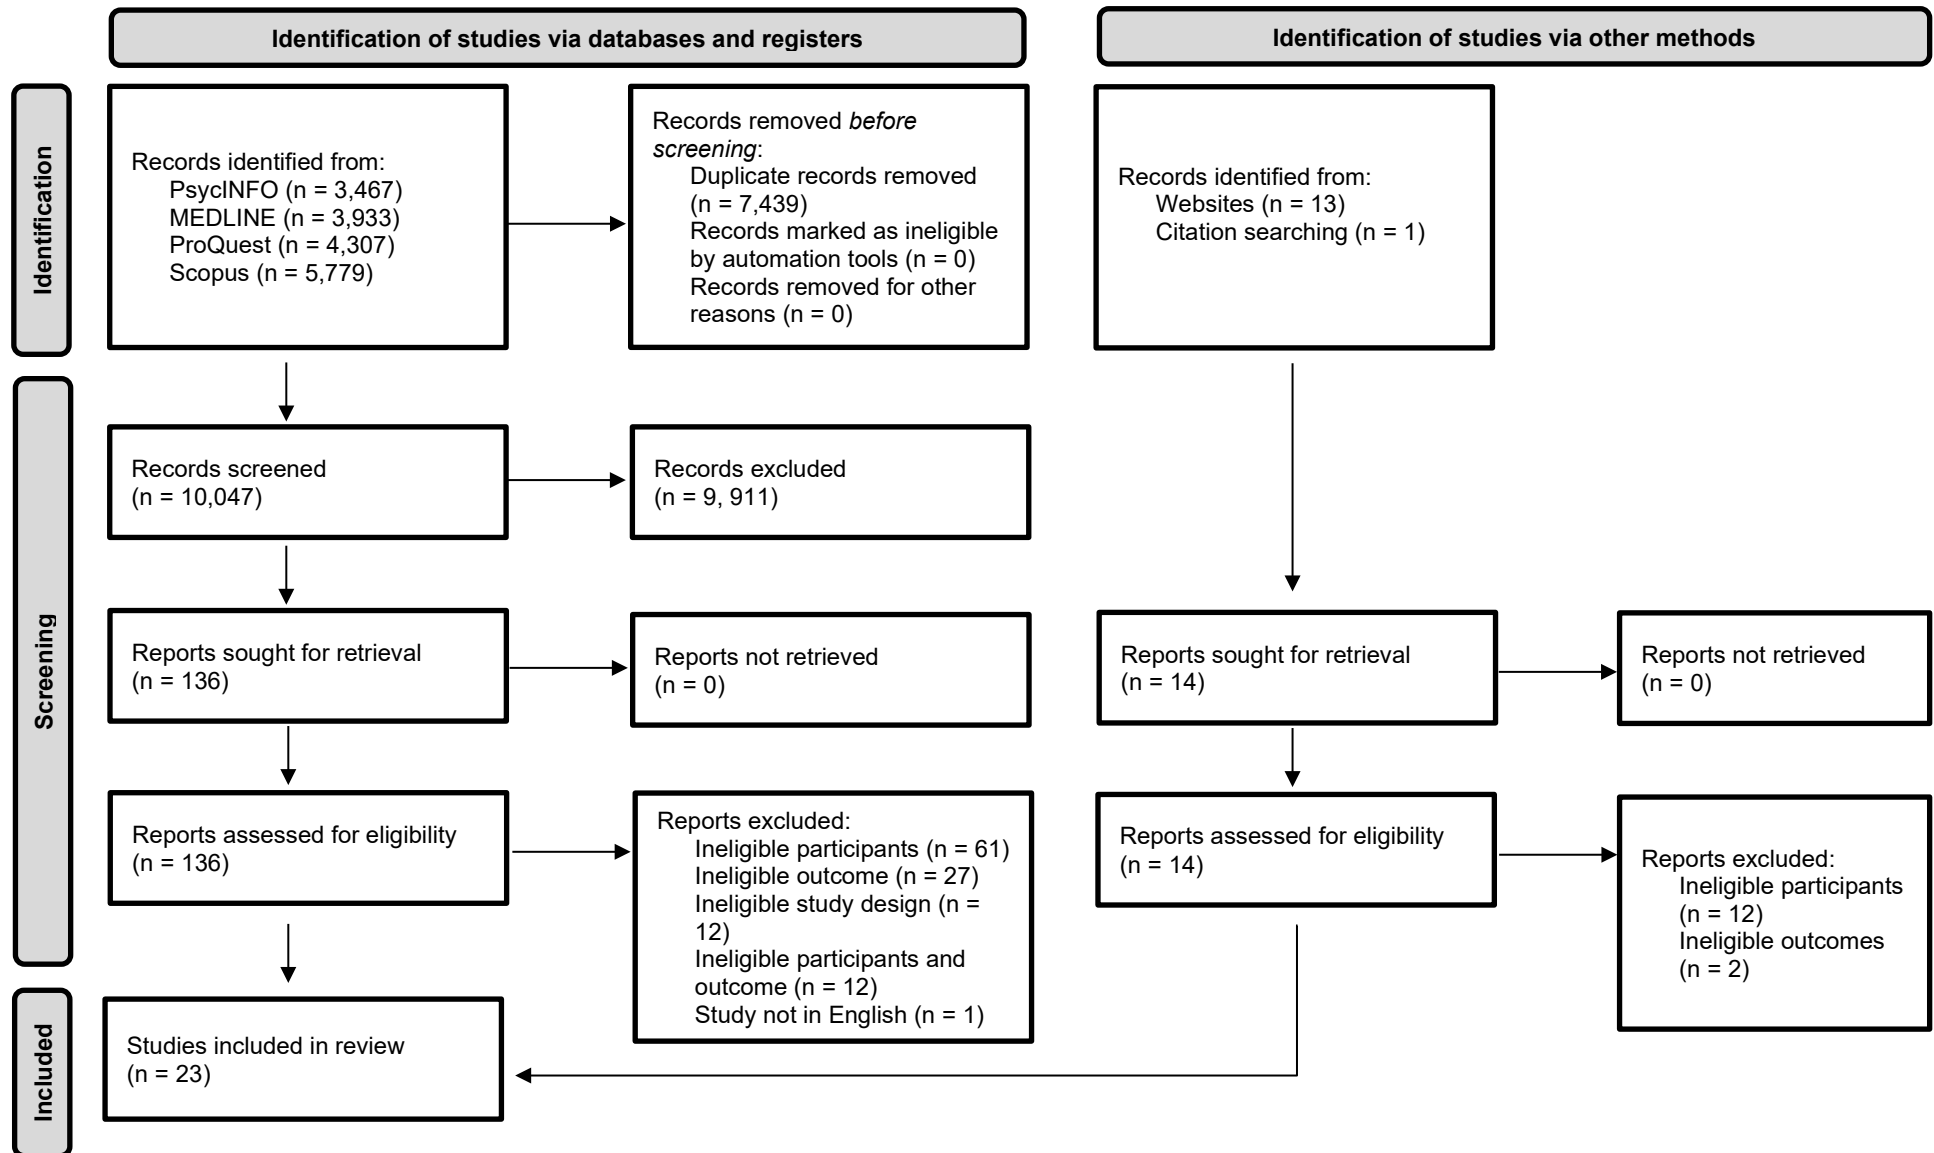 Identification of studies via databases and registers
Identification of studies via other methods
Identification
Records identified from:
PsycINFO (n = 3,467)
MEDLINE (n = 3,933)
ProQuest (n = 4,307)
Scopus (n = 5,779)
Records removed before
screening:
Duplicate records removed
(n = 7,439)
Records marked as ineligible
by automation tools (n = 0)
Records removed for other
reasons (n = 0)
Records identified from:
Websites (n = 13)
Citation searching (n = 1)
Screening
Records screened
(n = 10,047)
Records excluded
(n = 9, 911)
Reports sought for retrieval
(n = 136)
Reports not retrieved
(n = 0)
Reports sought for retrieval
(n = 14)
Reports not retrieved
(n = 0)
Reports assessed for eligibility
(n = 136)
Reports excluded:
Ineligible participants (n = 61)
Ineligible outcome (n = 27)
Ineligible study design (n =
12)
Ineligible participants and
outcome (n = 12)
Study not in English (n = 1)
Reports assessed for eligibility
(n = 14)
Reports excluded:
Ineligible participants
(n = 12)
Ineligible outcomes
(n = 2)
Included
Studies included in review
(n = 23)